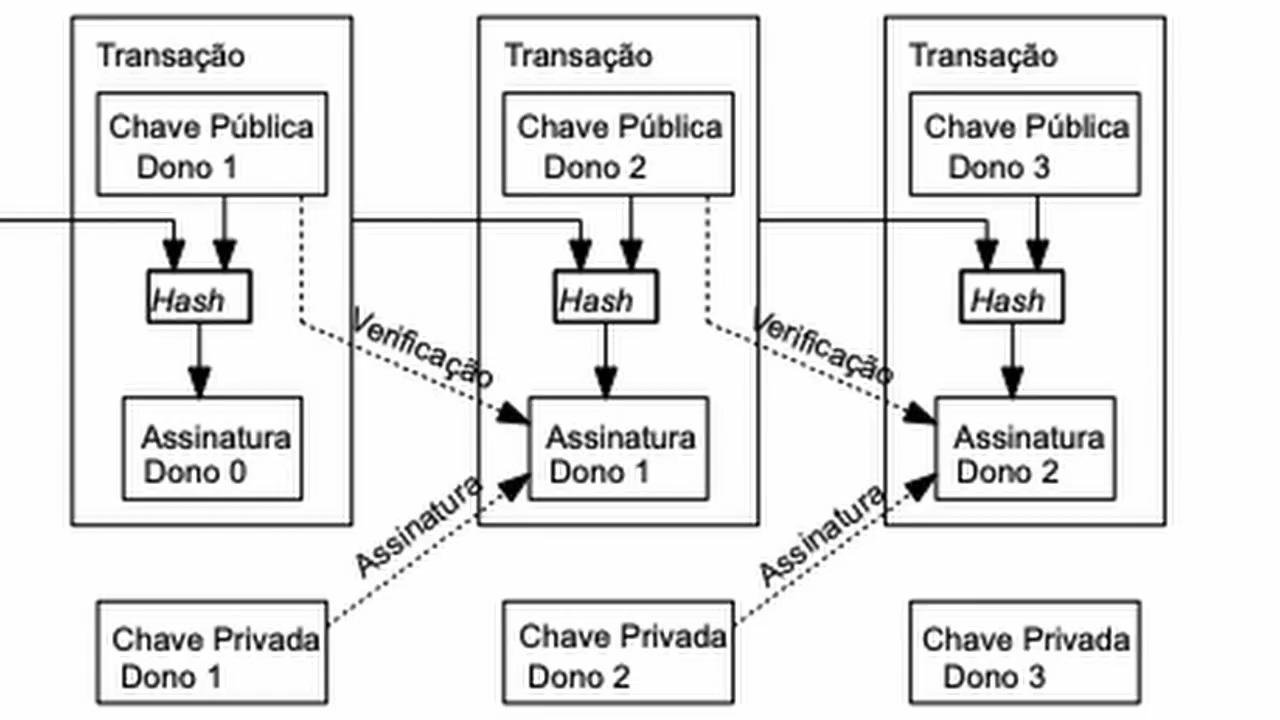 Transação
Chave Pública
Dono 1
Hash
Assinatura
Dono 0
Verificação
Assinatura
Chave Privada
Dono 1
Transação
Chave Pública
Dono 2
Hash
Assinatura
Dono 1
Verificação
Assinatura
Chave Privada
Dono 2
Transação
Chave Pública
Dono 3
Hash
Assinatura
Dono 2
Chave Privada
Dono 3